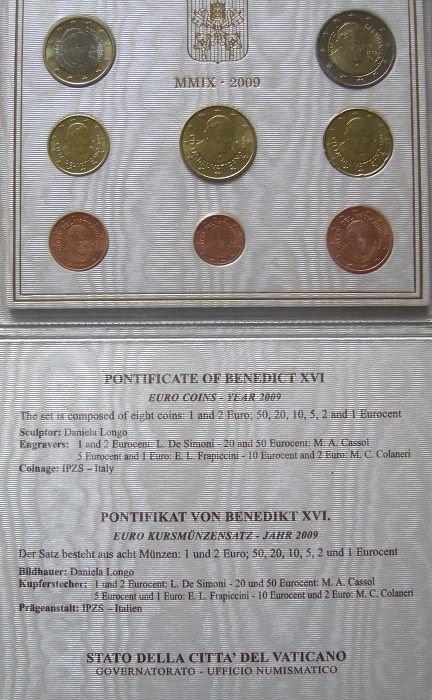 MMIX - 2009
PONTIFICATE OF BENEDICT XVI
EURO COINS - YEAR 2009
The set is composed of eight coins: 1 and 2 Euro; 50, 20, 10, 5, 2 and 1 Eurocent
Sculptor: Daniela Longo
Engravers: 1 and 2 Eurocent: L. De Simoni - 20 and 50 Eurocent: M. A. Cassol
5 Eurocent and 1 Euro: E. L. Frapiccini - 10 Eurocent and 2 Euro: M. C. Colaneri
Coinage: IPZS – Italy
PONTIFIKAT VON BENEDIKT XVI.
EURO KURSMÜNZENSATZ - JAHR 2009
Der Satz besteht aus acht Münzen: 1 und 2 Euro; 50, 20, 10, 5, 2 und 1 Eurocent
Bildhauer: Daniela Longo
Kupferstecher: 1 und 2 Eurocent: L. De Simoni - 20 und 50 Eurocent: M. A. Cassol
5 Eurocent und 1 Euro: E. L. Frapiccini - 10 Eurocent und 2 Euro: M. C. Colaneri
Prägeanstalt: IPZS – Italien
STATO DELLA CITTA' DEL VATICANO
GOVERNATORATO - UFFICIO NUMISMATICO